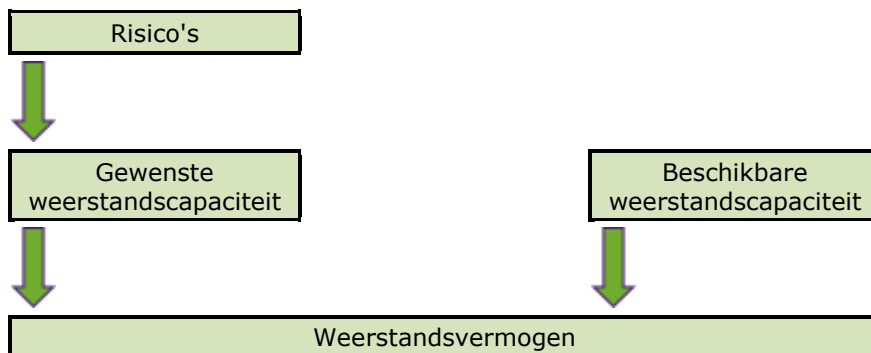 Risico's
Gewenste
weerstandscapaciteit
Beschikbare
weerstandscapaciteit
Weerstandsvermogen